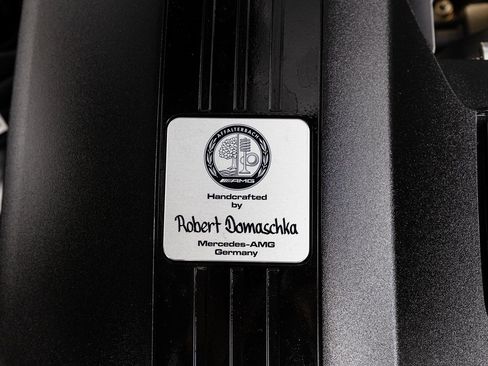 AFFALTERBACH
AMG
Handcrafted
by
Robert Domaschka
Mercedes-AMG
Germany